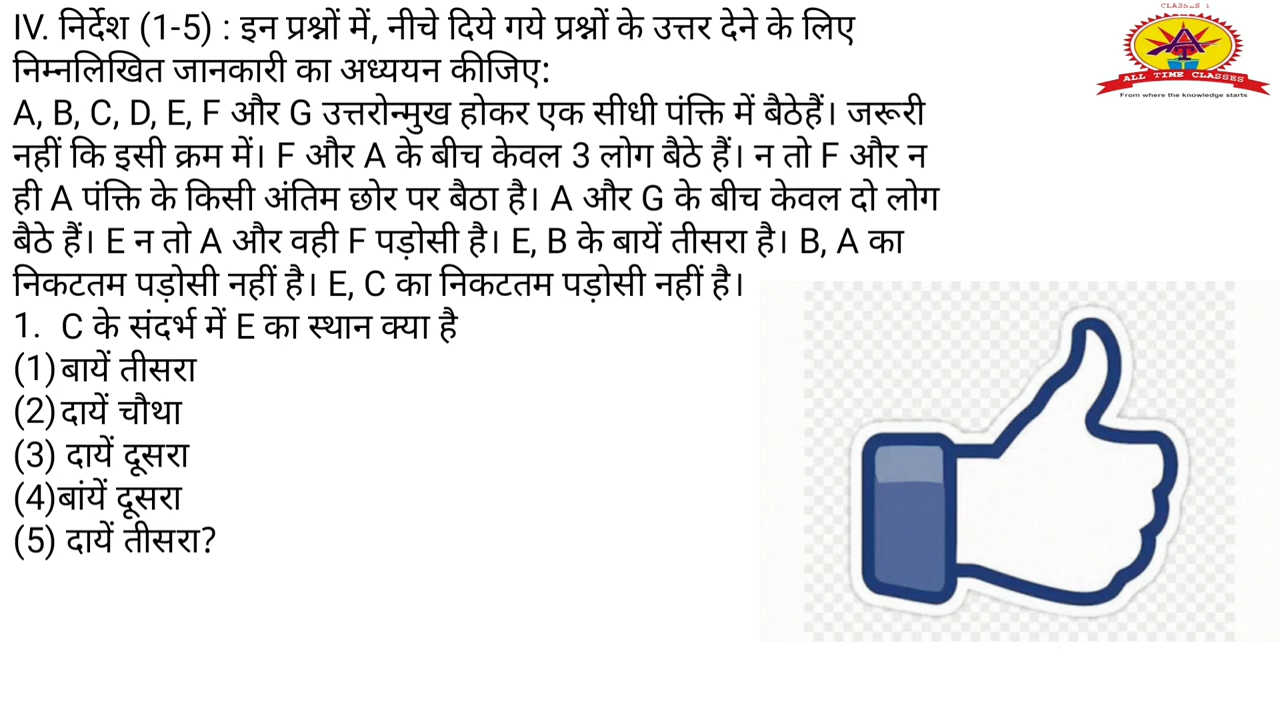 IV. निर्देश (1-5) : इन प्रश्नों में, नीचे दिये गये प्रश्नों के उत्तर देने के लिए
निम्नलिखित जानकारी का अध्ययन कीजिए:
A, B, C, D, E, F और G उत्तरोन्मुख होकर एक सीधी पंक्ति में बैठेहैं। जरूरी
नहीं कि इसी क्रम में। F और A के बीच केवल 3 लोग बैठे हैं। न तो F और न
ही A पंक्ति के किसी अंतिम छोर पर बैठा है। A और G के बीच केवल दो लोग
बैठे हैं। E न तो A और वही F पड़ोसी है। E, B के बायें तीसरा है। B, A का
निकटतम पड़ोसी नहीं है। E, C का निकटतम पड़ोसी नहीं है।
1. C के संदर्भ में E का स्थान क्या है
(1) बायें तीसरा
(2) दायें चौथा
(3) दायें दूसरा
(4)बांयें दूसरा
(5) दायें तीसरा?
AT
ALL TIME CLASSES
From where the knowledge starts